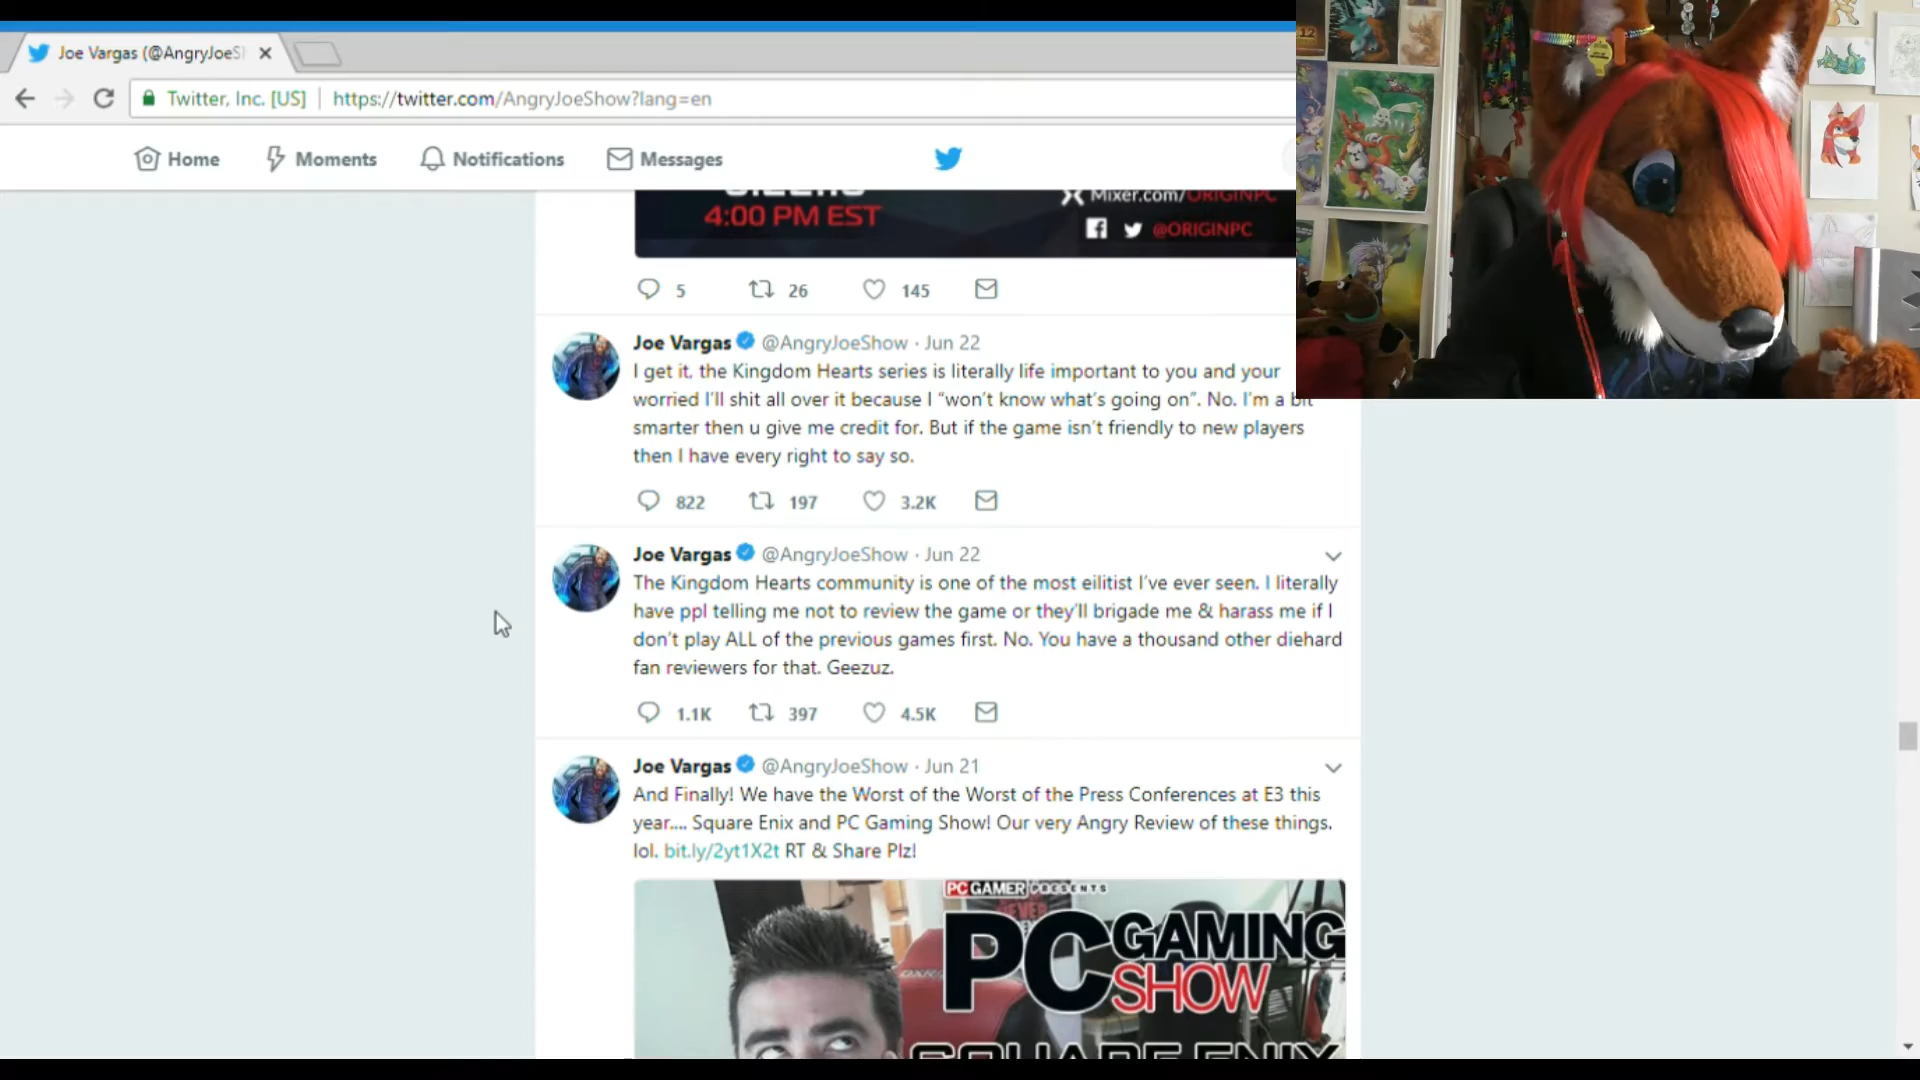 Joe Vargas (@AngryJoeS
Twitter, Inc. [US] | https://twitter.com/AngryJoeShow?lang=en
Home Moments Notifications Messages
4:00 PM EST
Mixer.com/ORIGINPC
@ORIGINPC
5 26 145
Joe Vargas @AngryJoeShow · Jun 22
I get it, the Kingdom Hearts series is literally life important to you and your
worried I'll shit all over it because I "won't know what's going on". No. I'm a bit
smarter then u give me credit for. But if the game isn't friendly to new players
then I have every right to say so.
822 197 3.2K
Joe Vargas @AngryJoeShow · Jun 22
The Kingdom Hearts community is one of the most eilitist I've ever seen. I literally
have ppl telling me not to review the game or they'll brigade me & harass me if I
don't play ALL of the previous games first. No. You have a thousand other diehard
fan reviewers for that. Geezuz.
1.1K 397 4.5K
Joe Vargas @AngryJoeShow · Jun 21
And Finally! We have the Worst of the Worst of the Press Conferences at E3 this
year.... Square Enix and PC Gaming Show! Our very Angry Review of these things.
lol. bit.ly/2yt1X2t RT & Share Plz!
PC GAMER PRESENTS
PC GAMING
SHOW
SQUARE ENIX